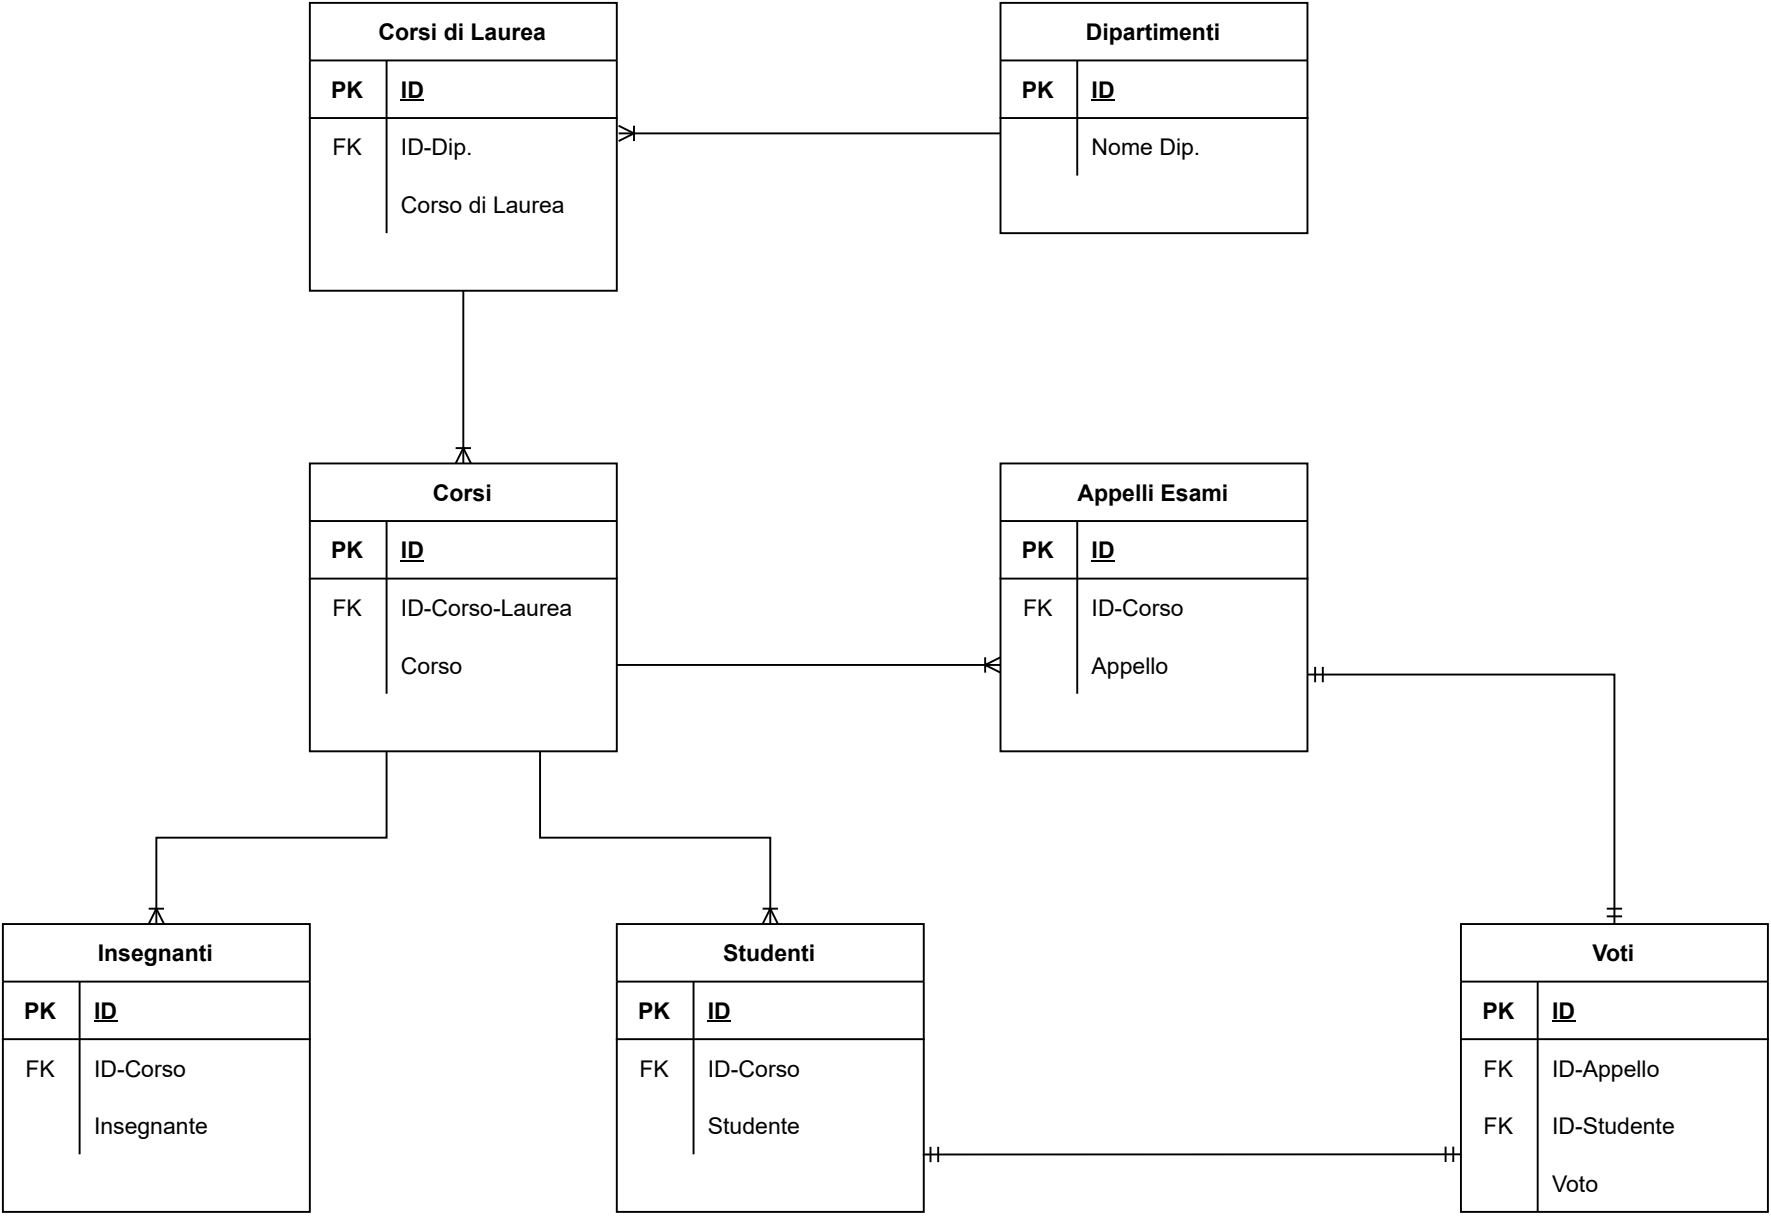 Corsi di Laurea
PK ID
FK ID-Dip.
Corso di Laurea
Dipartimenti
PK ID
Nome Dip.
Corsi
PK ID
FK ID-Corso-Laurea
Corso
Appelli Esami
PK ID
FK ID-Corso
Appello
Insegnanti
PK ID
FK ID-Corso
Insegnante
Studenti
PK ID
FK ID-Corso
Studente
Voti
PK ID
FK ID-Appello
FK ID-Studente
Voto